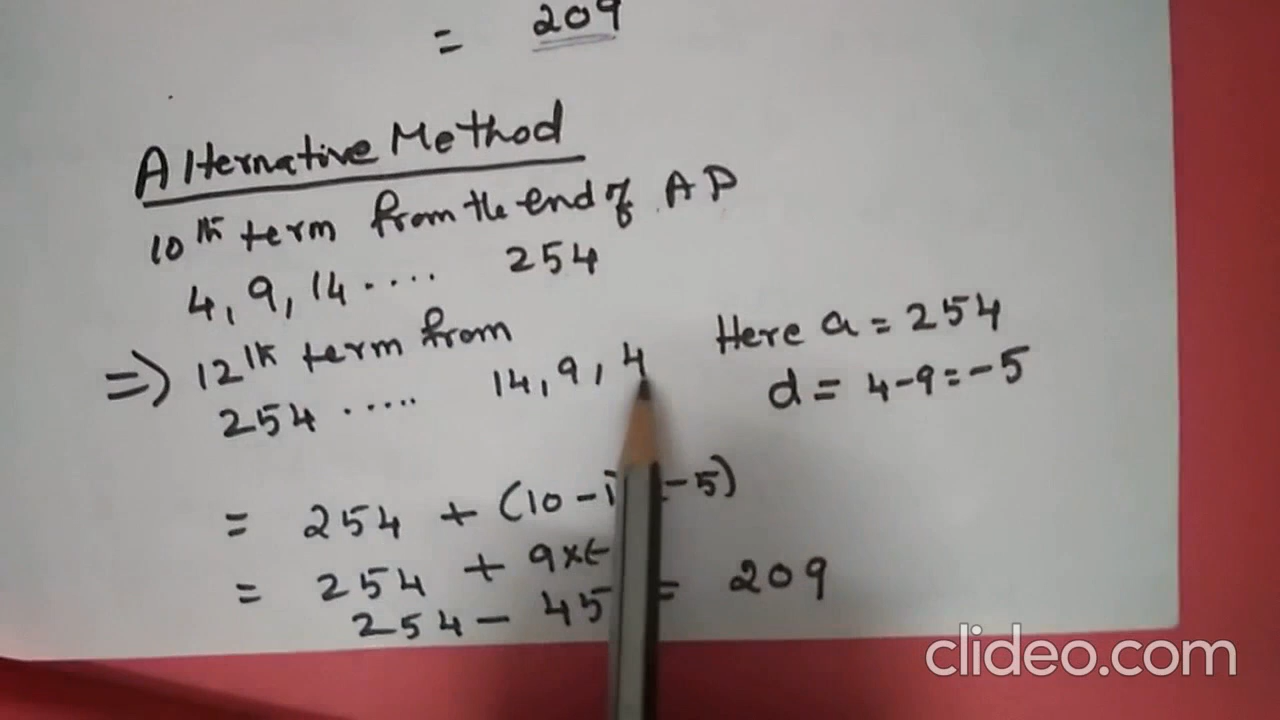 = 209
Alternative Method
10th term from the end of AP
4, 9, 14 .... 254
=) 12th term from
254 ..... 14, 9, 4
Here a = 254
d = 4-9 = -5
= 254 + (10-1 -5)
= 254 + 9x
254 - 45 = 209
clideo.com